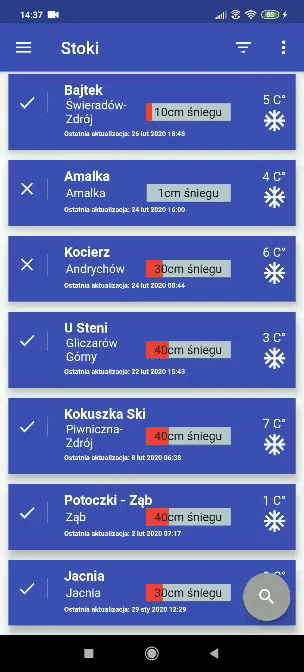 14:37
85
Stoki
Bajtek
5 C°
Świeradów-
Zdrój
10cm śniegu
Ostatnia aktualizacja: 26 lut 2020 18:48
Amalka
4 C°
Amalka
1cm śniegu
Ostatnia aktualizacja: 24 lut 2020 16:00
Kocierz
6 C°
Andrychów
30cm śniegu
Ostatnia aktualizacja: 24 lut 2020 08:44
U Steni
3 C°
Gliczarów
Górny
40cm śniegu
Ostatnia aktualizacja: 22 lut 2020 15:43
Kokuszka Ski
7 C°
Piwniczna-
Zdrój
40cm śniegu
Ostatnia aktualizacja: 8 lut 2020 06:38
Potoczki - Ząb
1 C°
Ząb
40cm śniegu
Ostatnia aktualizacja: 2 lut 2020 07:17
Jacnia
Jacnia
30cm śniegu
Ostatnia aktualizacja: 29 sty 2020 12:29